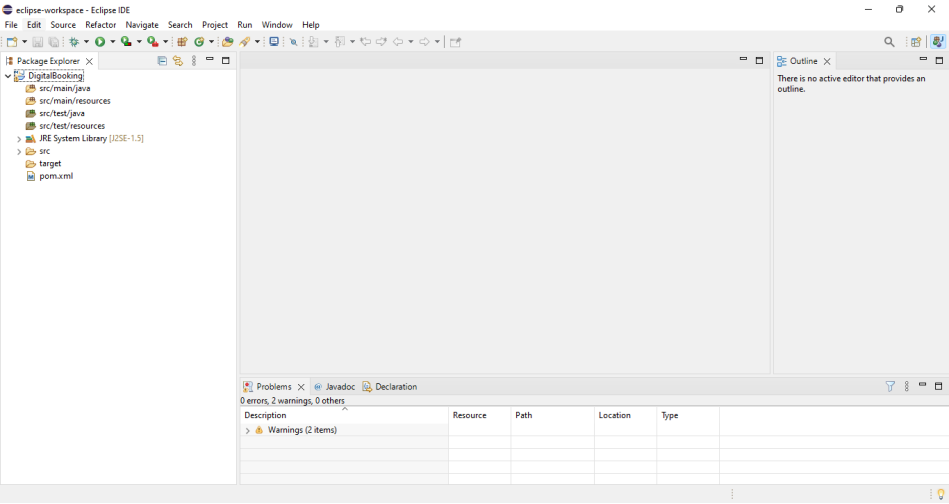 eclipse-workspace - Eclipse IDE
File Edit Source Refactor Navigate Search Project Run Window Help
Package Explorer
DigitalBooking
src/main/java
src/main/resources
src/test/java
src/test/resources
JRE System Library [J2SE-1.5]
src
target
pom.xml
Outline
There is no active editor that provides an
outline.
Problems @ Javadoc Declaration
0 errors, 2 warnings, 0 others
Description Resource Path Location Type
Warnings (2 items)